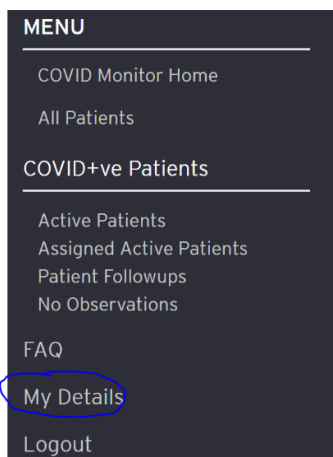 MENU
COVID Monitor Home
All Patients
COVID+ve Patients
Active Patients
Assigned Active Patients
Patient Followups
No Observations
FAQ
My Details
Logout